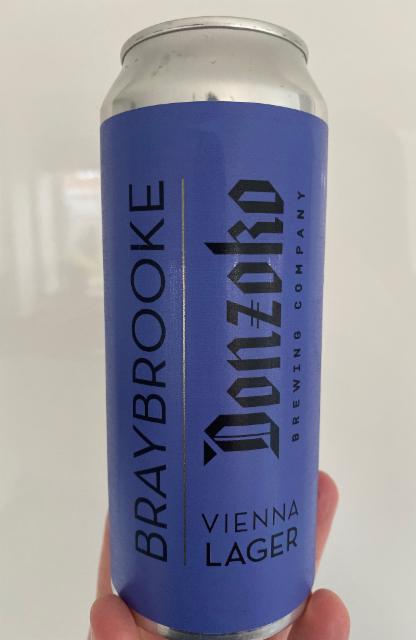 BRAYBROOKE
Donzoko
BREWING COMPANY
VIENNA
LAGER